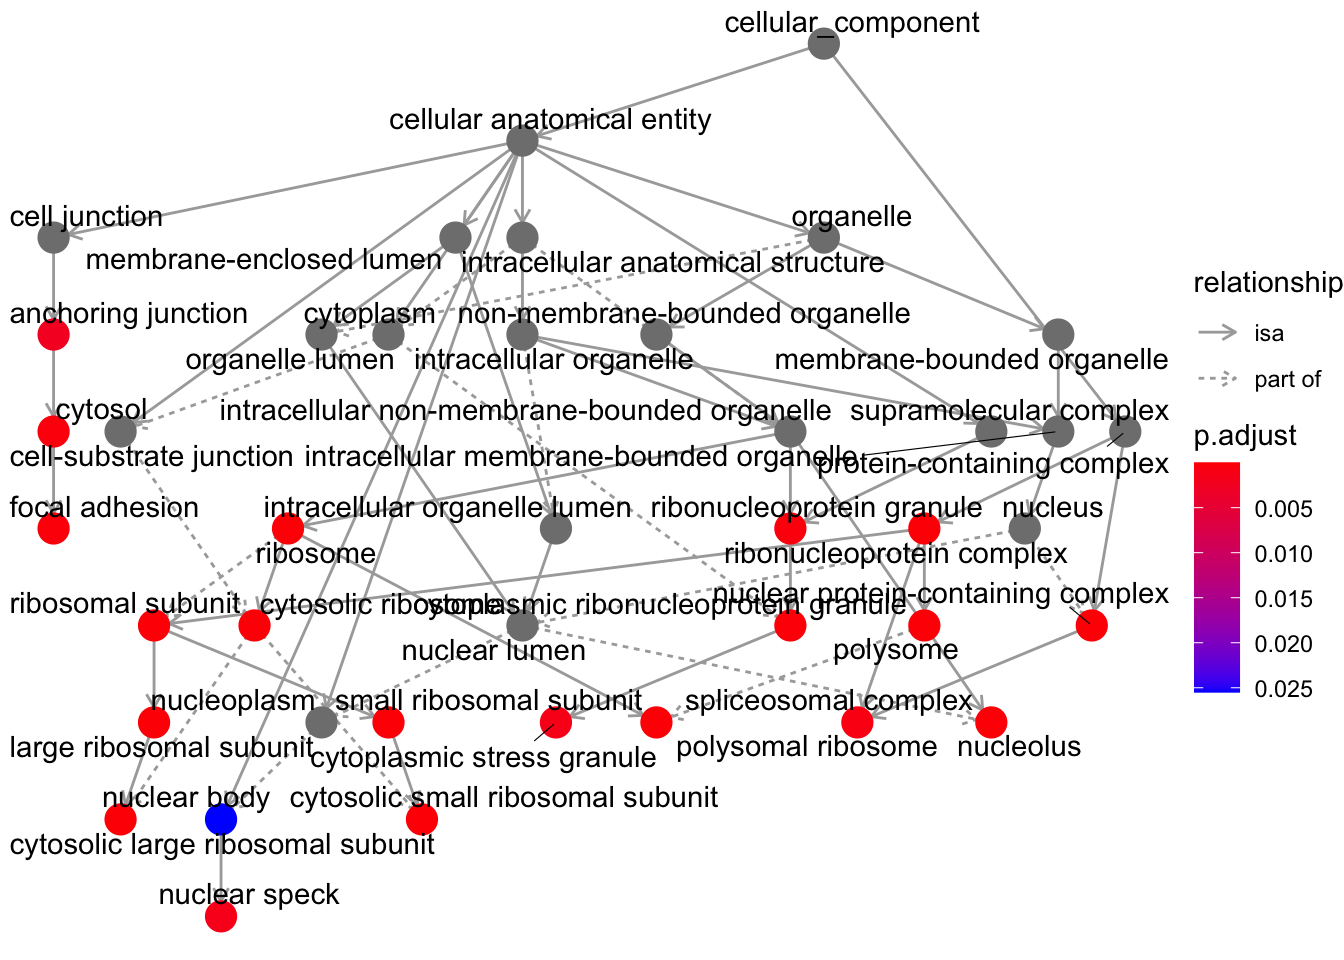 cellular_component
cellular anatomical entity
cell junction
organelle
membrane-enclosed lumen
intracellular anatomical structure
relationship
anchoring junction
cytoplasm
non-membrane-bounded organelle
isa
organelle lumen
intracellular organelle
membrane-bounded organelle
part of
cytosol
intracellular non-membrane-bounded organelle
supramolecular complex
p.adjust
cell-substrate junction
intracellular membrane-bounded organelle
protein-containing complex
focal adhesion
intracellular organelle lumen
ribonucleoprotein granule
nucleus
0.005
ribosome
ribonucleoprotein complex
0.010
ribosomal subunit
cytosolic ribosome
cytoplasmic ribonucleoprotein granule
nuclear protein-containing complex
0.015
nuclear lumen
polysome
0.020
nucleoplasm
small ribosomal subunit
spliceosomal complex
0.025
large ribosomal subunit
cytoplasmic stress granule
polysomal ribosome
nucleolus
nuclear body
cytosolic small ribosomal subunit
cytosolic large ribosomal subunit
nuclear speck